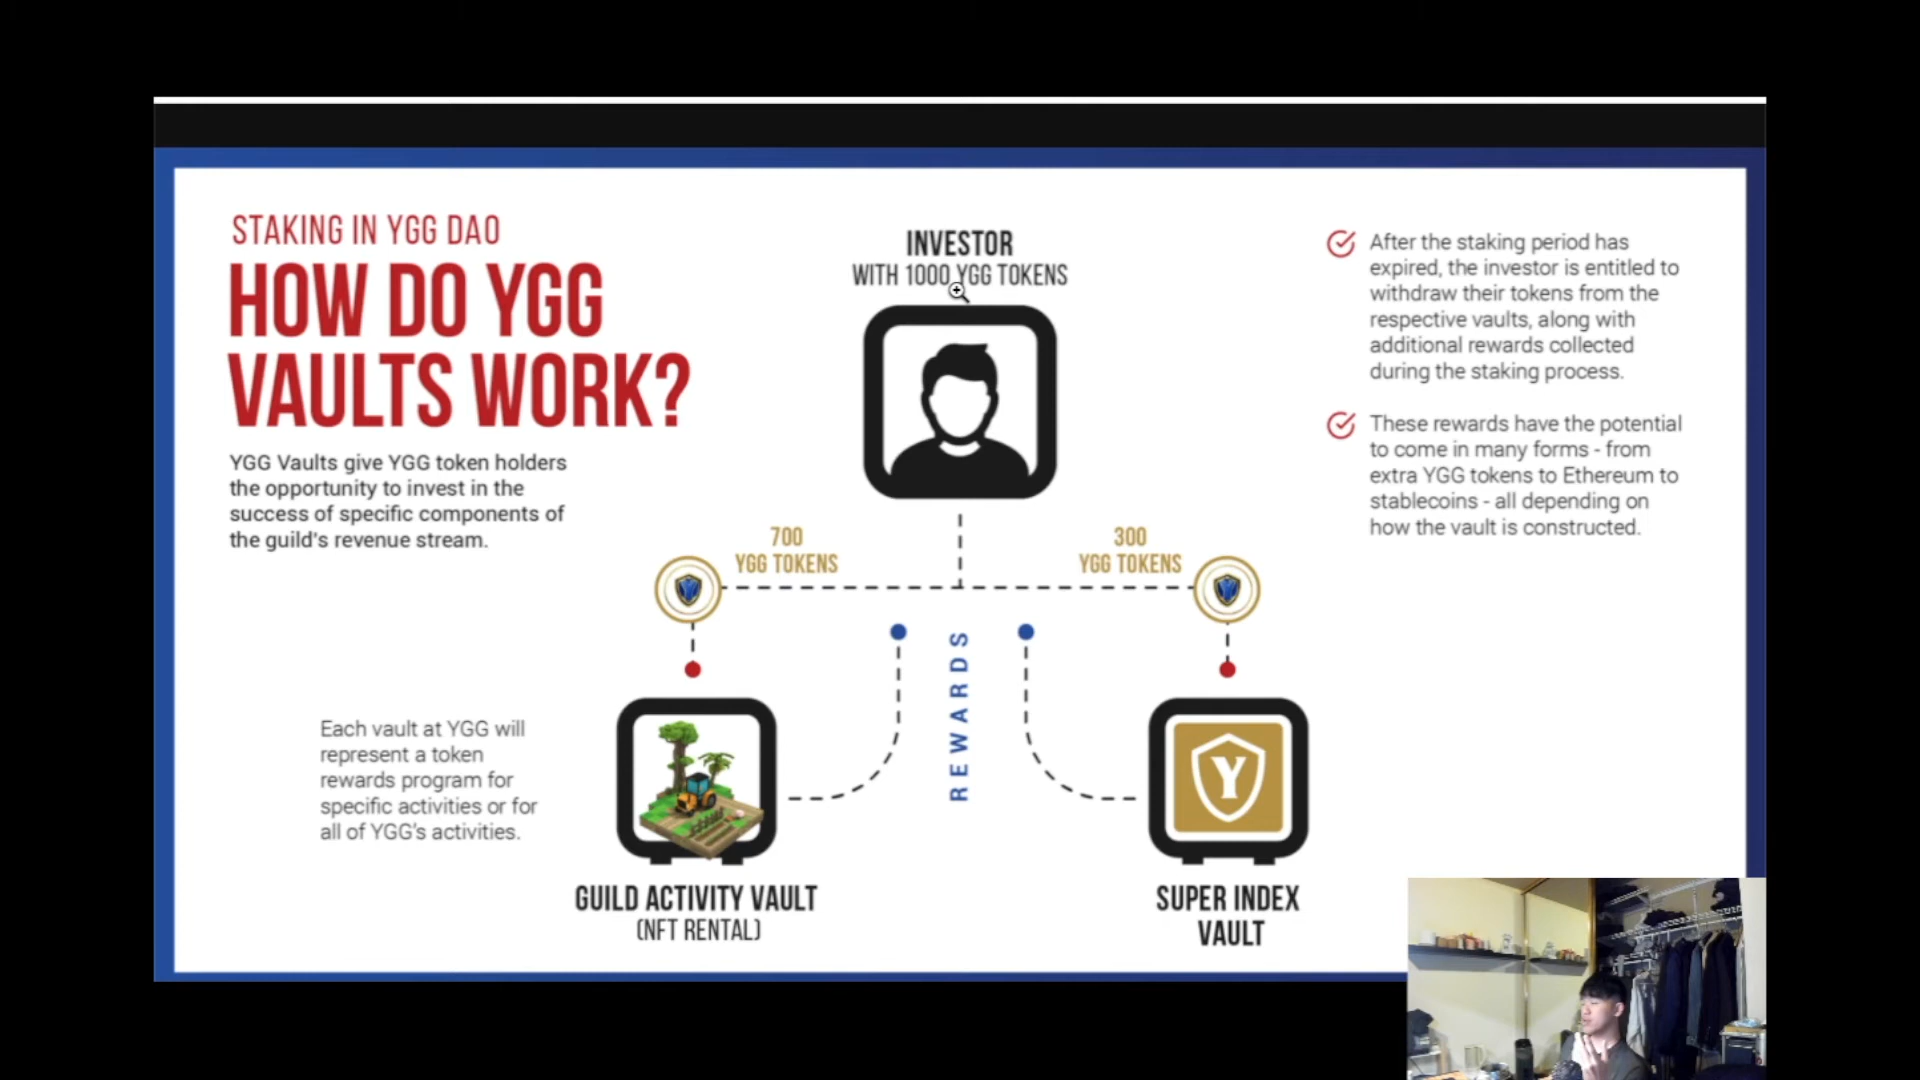 STAKING IN YGG DAO
HOW DO YGG
VAULTS WORK?
YGG Vaults give YGG token holders
the opportunity to invest in the
success of specific components of
the guild's revenue stream.
INVESTOR
WITH 1000 YGG TOKENS
After the staking period has
expired, the investor is entitled to
withdraw their tokens from the
respective vaults, along with
additional rewards collected
during the staking process.
These rewards have the potential
to come in many forms - from
extra YGG tokens to Ethereum to
stablecoins - all depending on
how the vault is constructed.
700
YGG TOKENS
300
YGG TOKENS
REWARDS
Each vault at YGG will
represent a token
rewards program for
specific activities or for
all of YGG's activities.
Y
GUILD ACTIVITY VAULT
(NFT RENTAL)
SUPER INDEX
VAULT